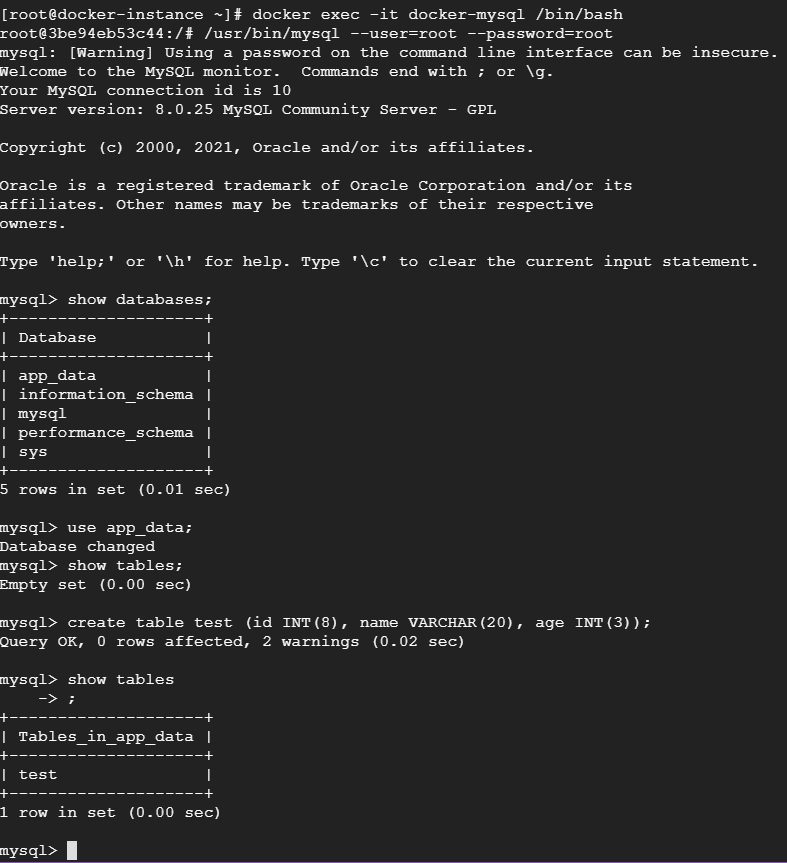 [root@docker-instance ~]# docker exec -it docker-mysql /bin/bash
root@3be94eb53c44:/# /usr/bin/mysql --user=root --password=root
mysql: [Warning] Using a password on the command line interface can be insecure.
Welcome to the MySQL monitor.  Commands end with ; or \g.
Your MySQL connection id is 10
Server version: 8.0.25 MySQL Community Server - GPL

Copyright (c) 2000, 2021, Oracle and/or its affiliates.

Oracle is a registered trademark of Oracle Corporation and/or its
affiliates. Other names may be trademarks of their respective
owners.

Type 'help;' or '\h' for help. Type '\c' to clear the current input statement.

mysql> show databases;
+--------------------+
| Database           |
+--------------------+
| app_data           |
| information_schema |
| mysql              |
| performance_schema |
| sys                |
+--------------------+
5 rows in set (0.01 sec)

mysql> use app_data;
Database changed
mysql> show tables;
Empty set (0.00 sec)

mysql> create table test (id INT(8), name VARCHAR(20), age INT(3));
Query OK, 0 rows affected, 2 warnings (0.02 sec)

mysql> show tables
    -> ;
+--------------------+
| Tables_in_app_data |
+--------------------+
| test               |
+--------------------+
1 row in set (0.00 sec)

mysql>